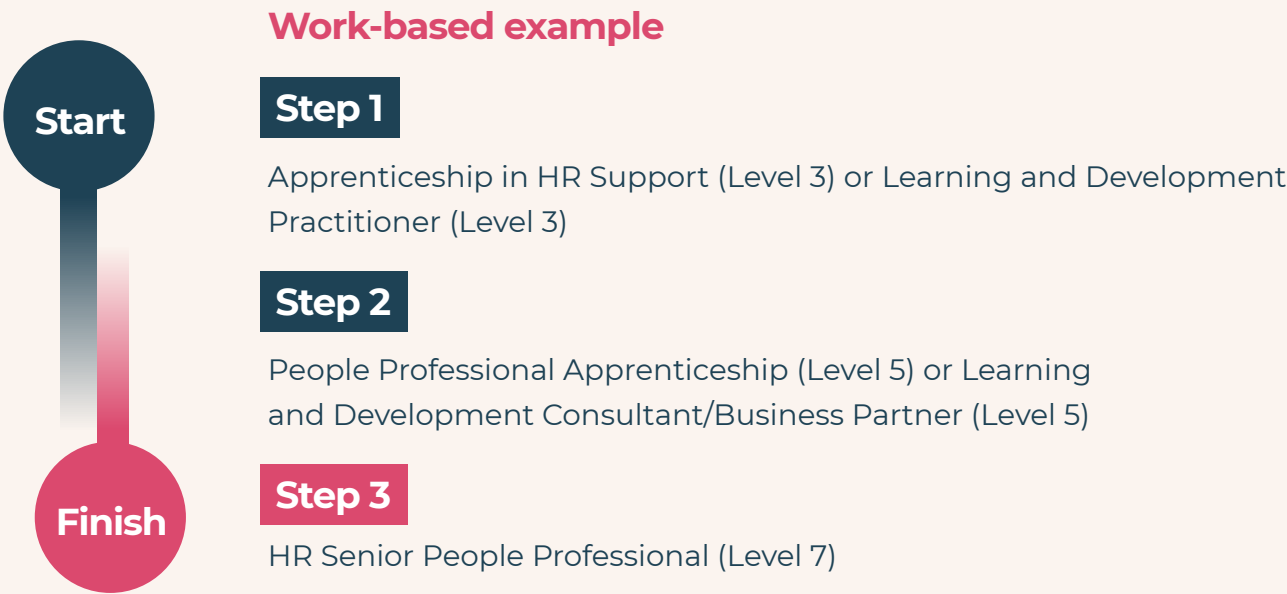 Work-based example
Start
Step 1
Apprenticeship in HR Support (Level 3) or Learning and Development
Practitioner (Level 3)
Step 2
People Professional Apprenticeship (Level 5) or Learning
and Development Consultant/Business Partner (Level 5)
Step 3
Finish
HR Senior People Professional (Level 7)